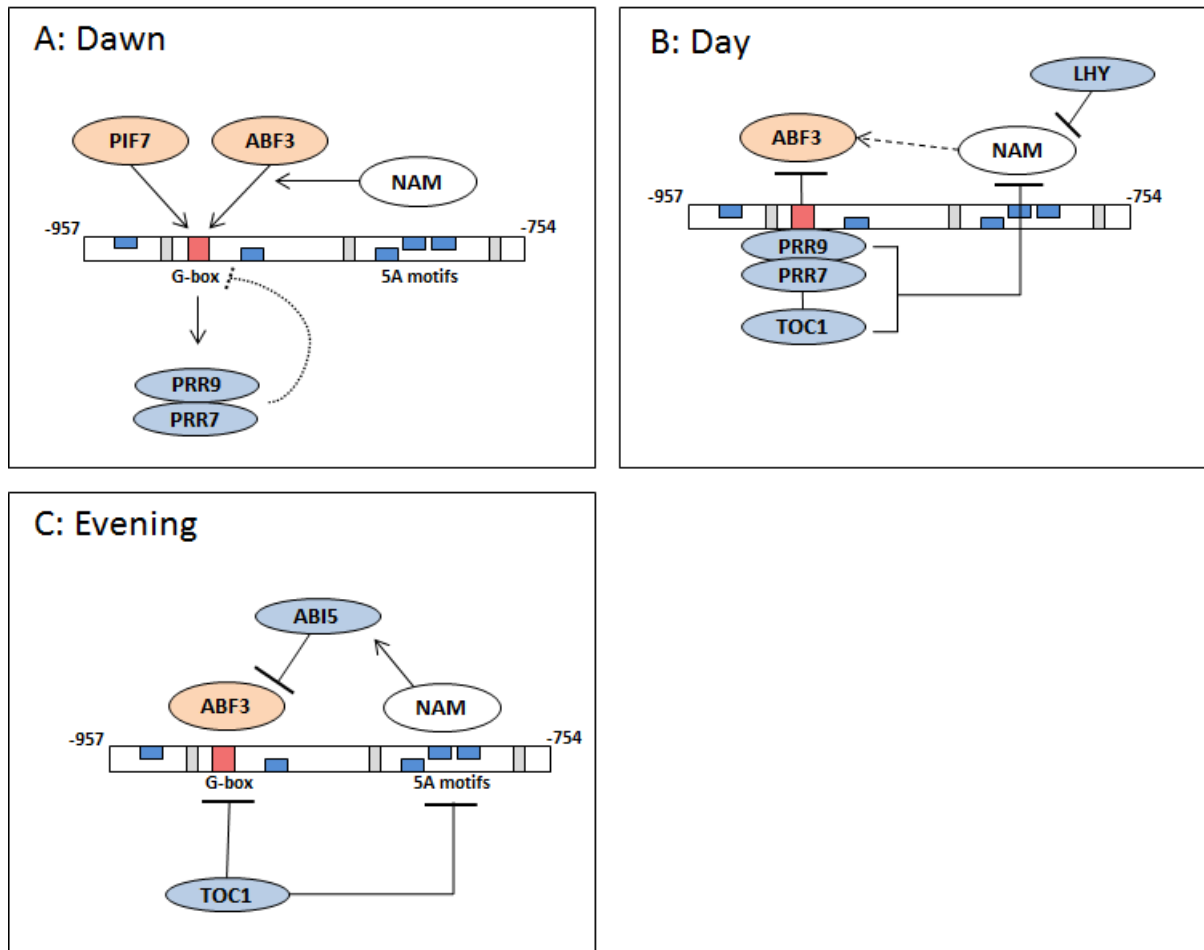 A: Dawn
PIF7
ABF3
NAM
-957
-754
G-box
5A motifs
PRR9
PRR7
B: Day
LHY
ABF3
NAM
-957
-754
PRR9
PRR7
TOC1
C: Evening
ABI5
ABF3
NAM
-957
-754
G-box
5A motifs
TOC1